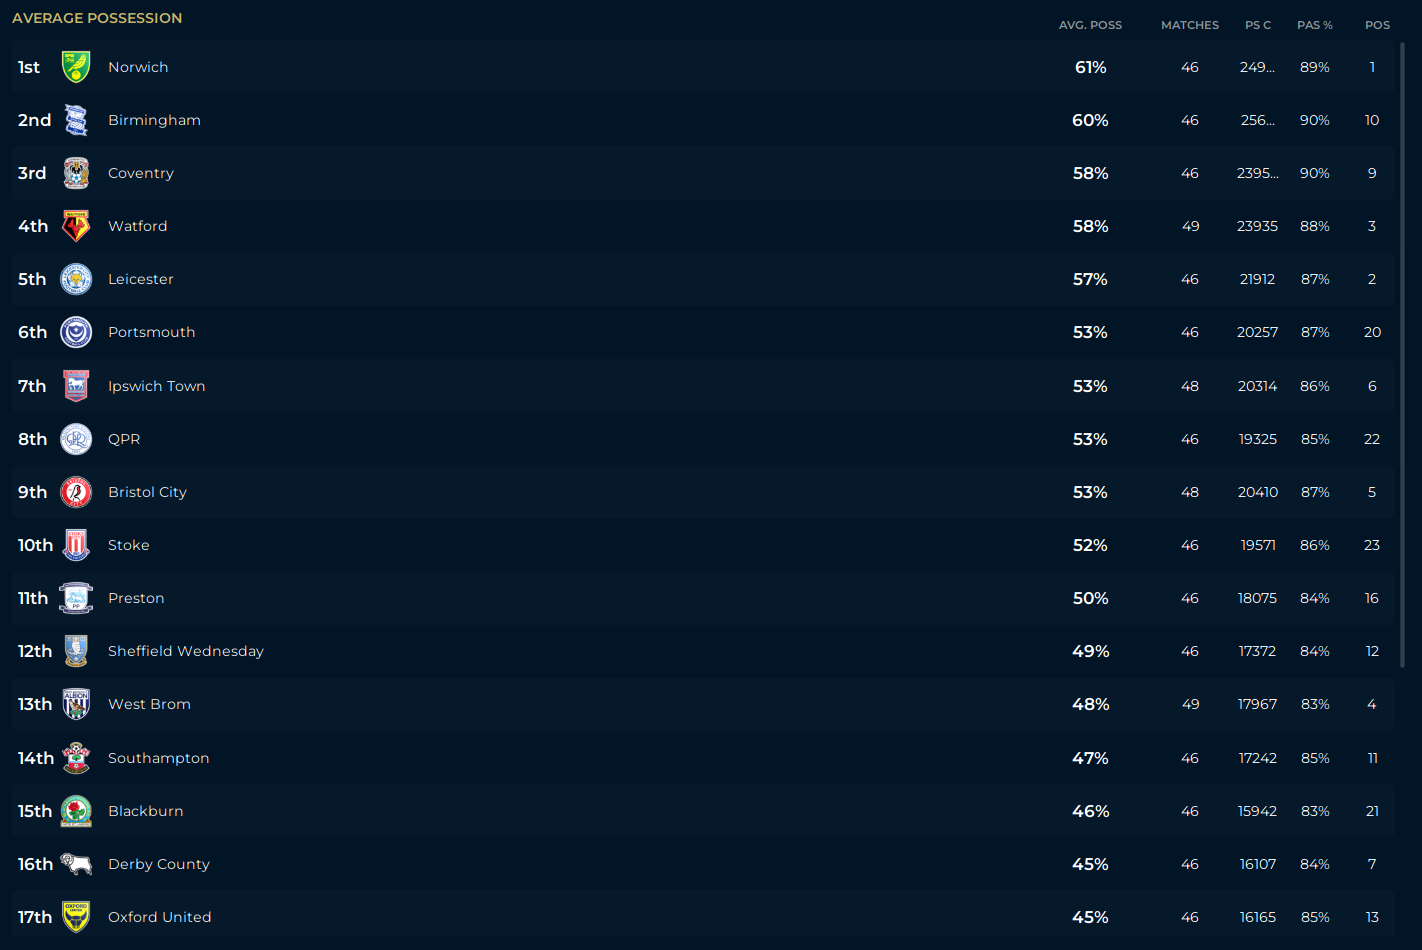 AVERAGE POSSESSION
AVG. POSS MATCHES PS C PAS % POS
1st Norwich 61% 46 249... 89% 1
2nd Birmingham 60% 46 256... 90% 10
3rd Coventry 58% 46 2395... 90% 9
4th Watford 58% 49 23935 88% 3
5th Leicester 57% 46 21912 87% 2
6th Portsmouth 53% 46 20257 87% 20
7th Ipswich Town 53% 48 20314 86% 6
8th QPR 53% 46 19325 85% 22
9th Bristol City 53% 48 20410 87% 5
10th Stoke 52% 46 19571 86% 23
11th Preston 50% 46 18075 84% 16
12th Sheffield Wednesday 49% 46 17372 84% 12
13th West Brom 48% 49 17967 83% 4
14th Southampton 47% 46 17242 85% 11
15th Blackburn 46% 46 15942 83% 21
16th Derby County 45% 46 16107 84% 7
17th Oxford United 45% 46 16165 85% 13